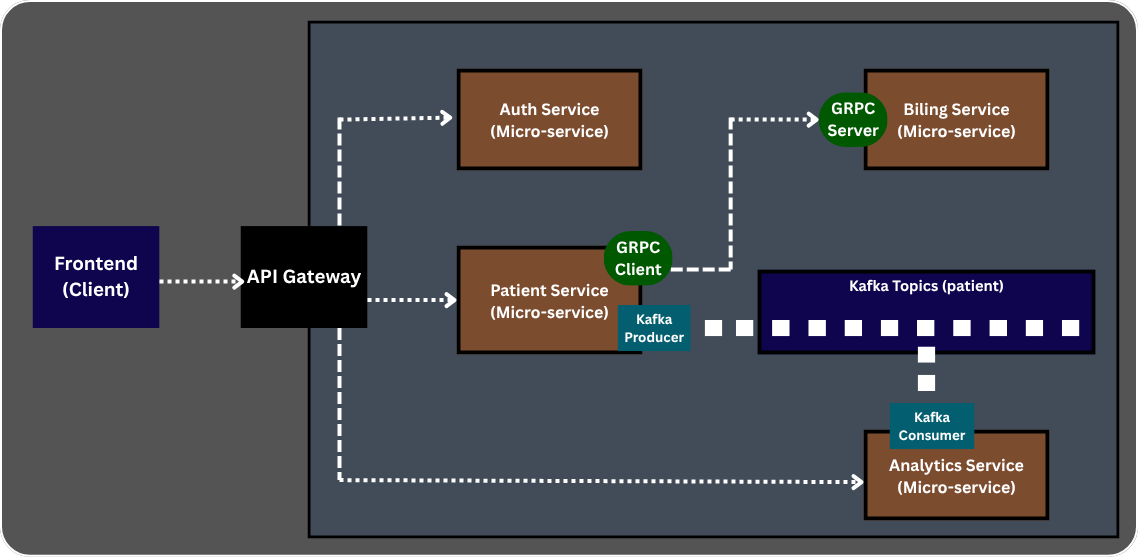 Auth Service
(Micro-service)
GRPC
Server
Biling Service
(Micro-service)
Frontend
(Client)
API Gateway
GRPC
Client
Patient Service
(Micro-service)
Kafka
Producer
Kafka Topics (patient)
Kafka
Consumer
Analytics Service
(Micro-service)